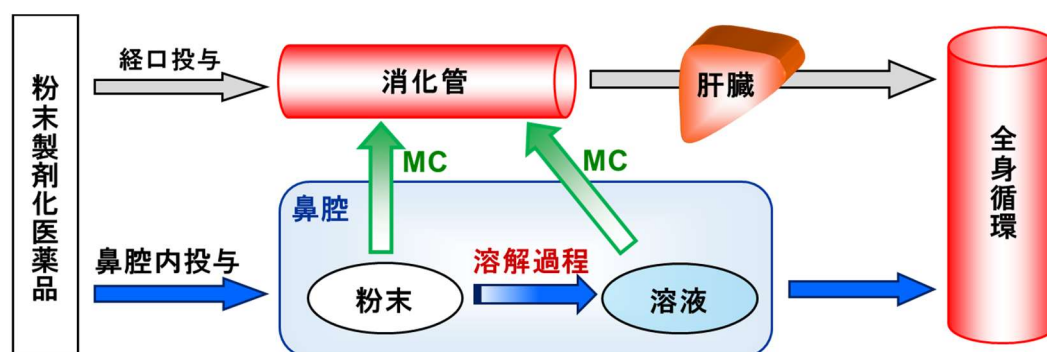 粉末製剤化医薬品
経口投与
消化管
肝臓
全身循環
MC
MC
鼻腔
鼻腔内投与
溶解過程
粉末
溶液